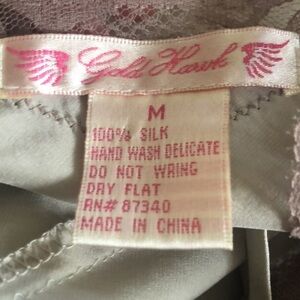 Gold Hawk
M
100% SILK
HAND WASH DELICATE
DO NOT WRING
DRY FLAT
RN# 87340
MADE IN CHINA